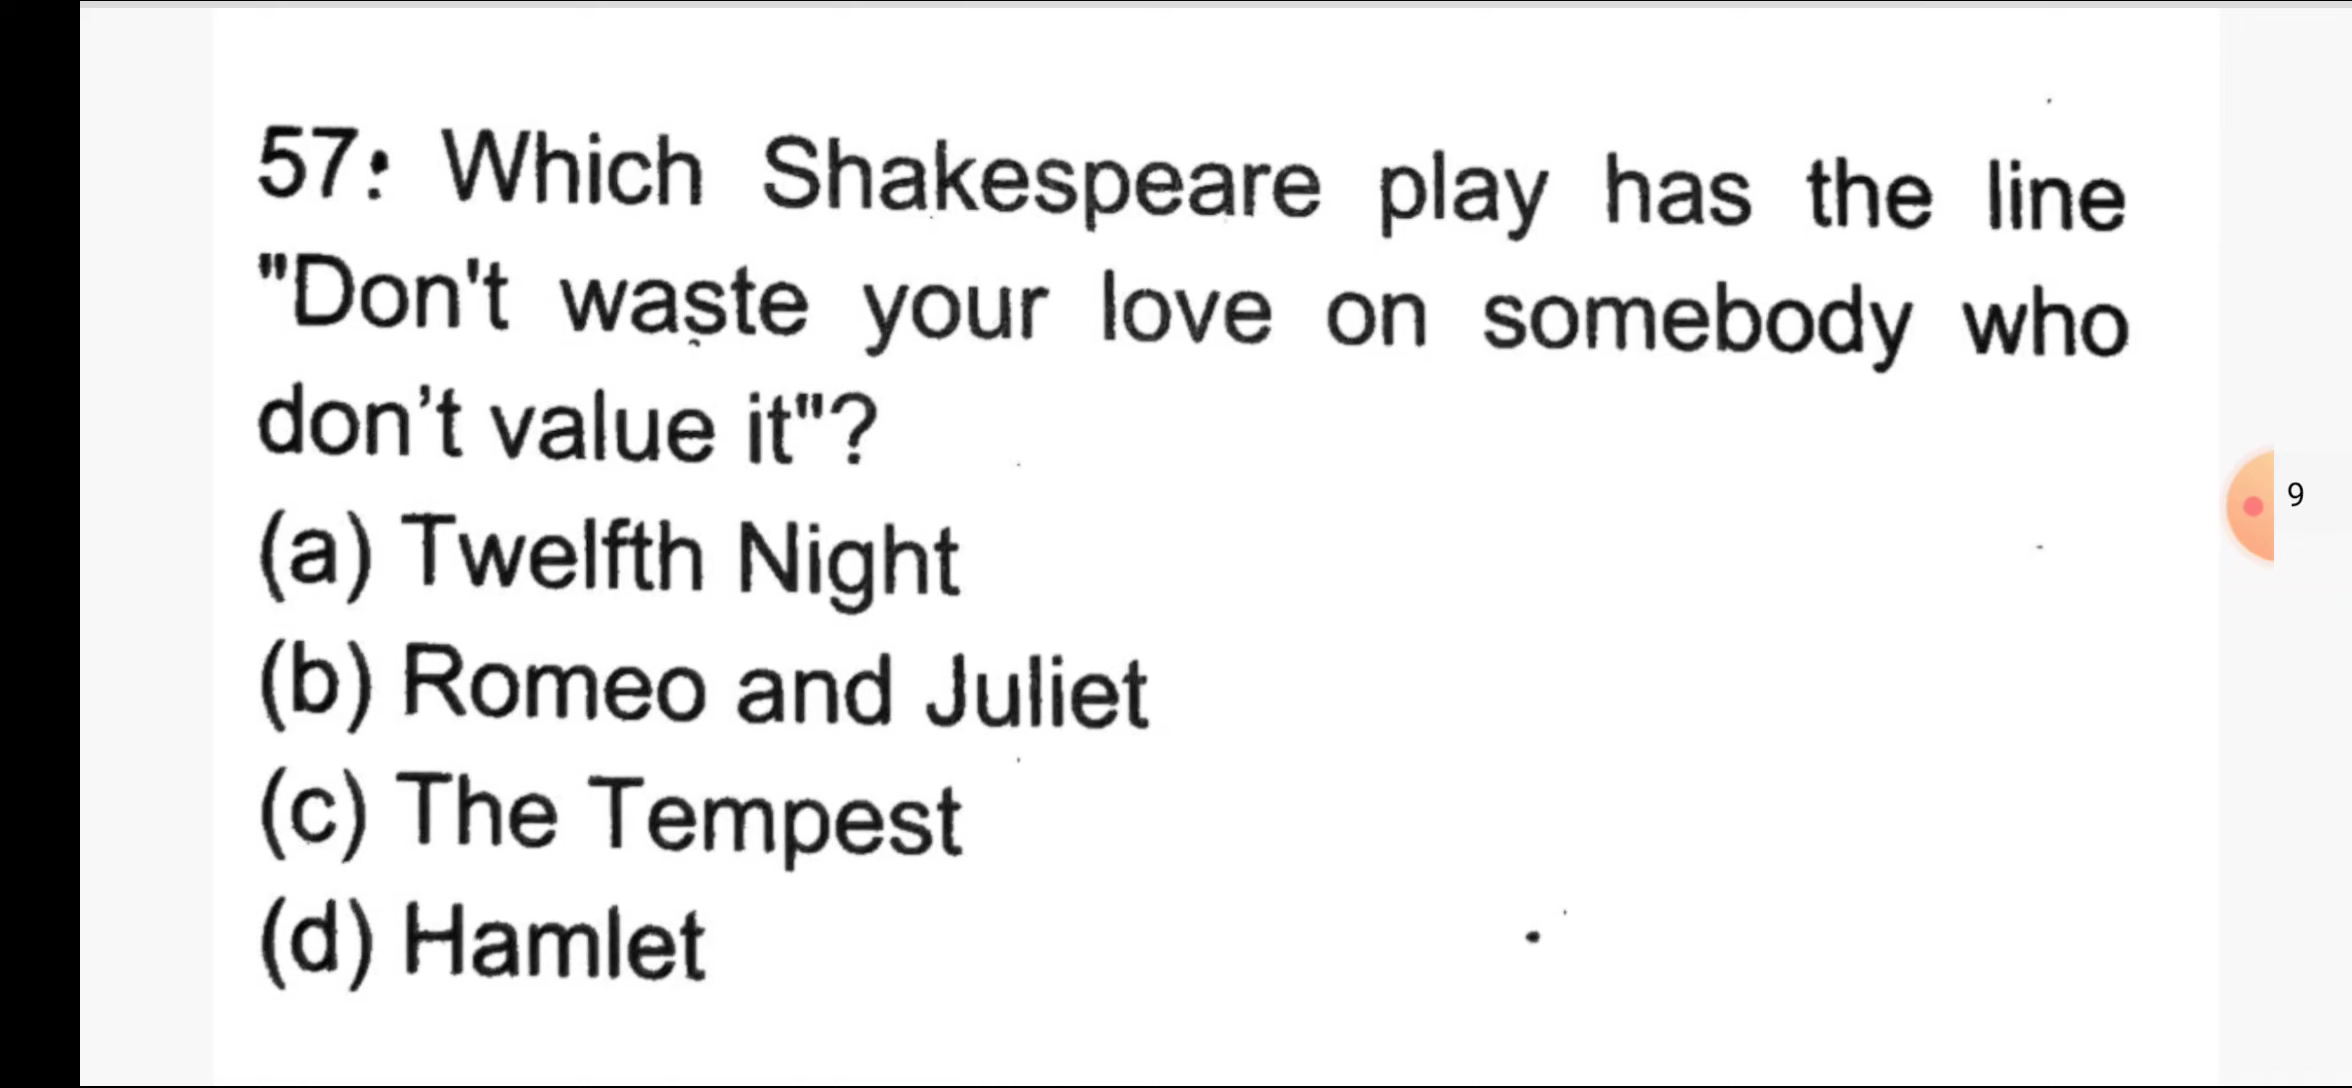 57: Which Shakespeare play has the line
"Don't waste your love on somebody who
don't value it"?
(a) Twelfth Night
(b) Romeo and Juliet
(c) The Tempest
(d) Hamlet
9